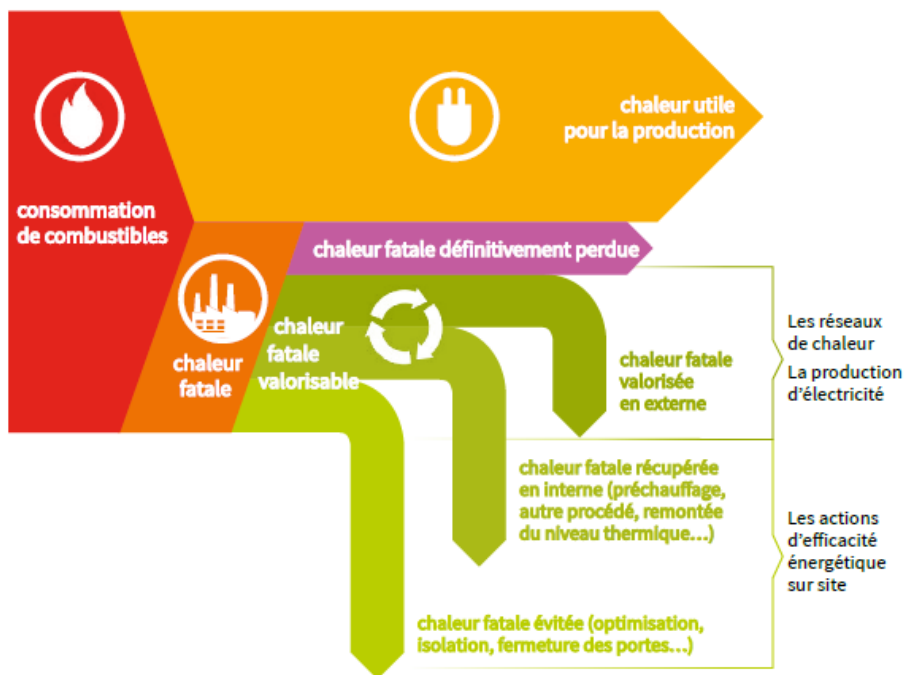 chaleur utile
pour la production
consommation
de combustibles
chaleur fatale définitivement perdue
chaleur
fatale
chaleur
fatale
valorisable
chaleur fatale
valorisée
en externe
Les réseaux
de chaleur
La production
d'électricité
chaleur fatale récupérée
en interne (préchauffage,
autre procédé, remontée
du niveau thermique...)
Les actions
d'efficacité
énergétique
sur site
chaleur fatale évitée (optimisation,
isolation, fermeture des portes...)